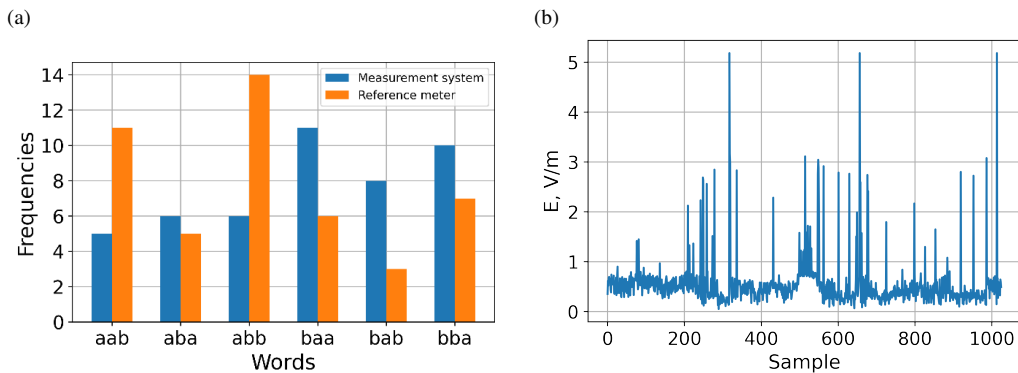 (a)
(b)
Frequencies
14
12
10
8
6
4
2
0
Measurement system
Reference meter
aab aba abb baa bab bba
Words
E, V/m
5
4
3
2
1
0
0 200 400 600 800 1000
Sample